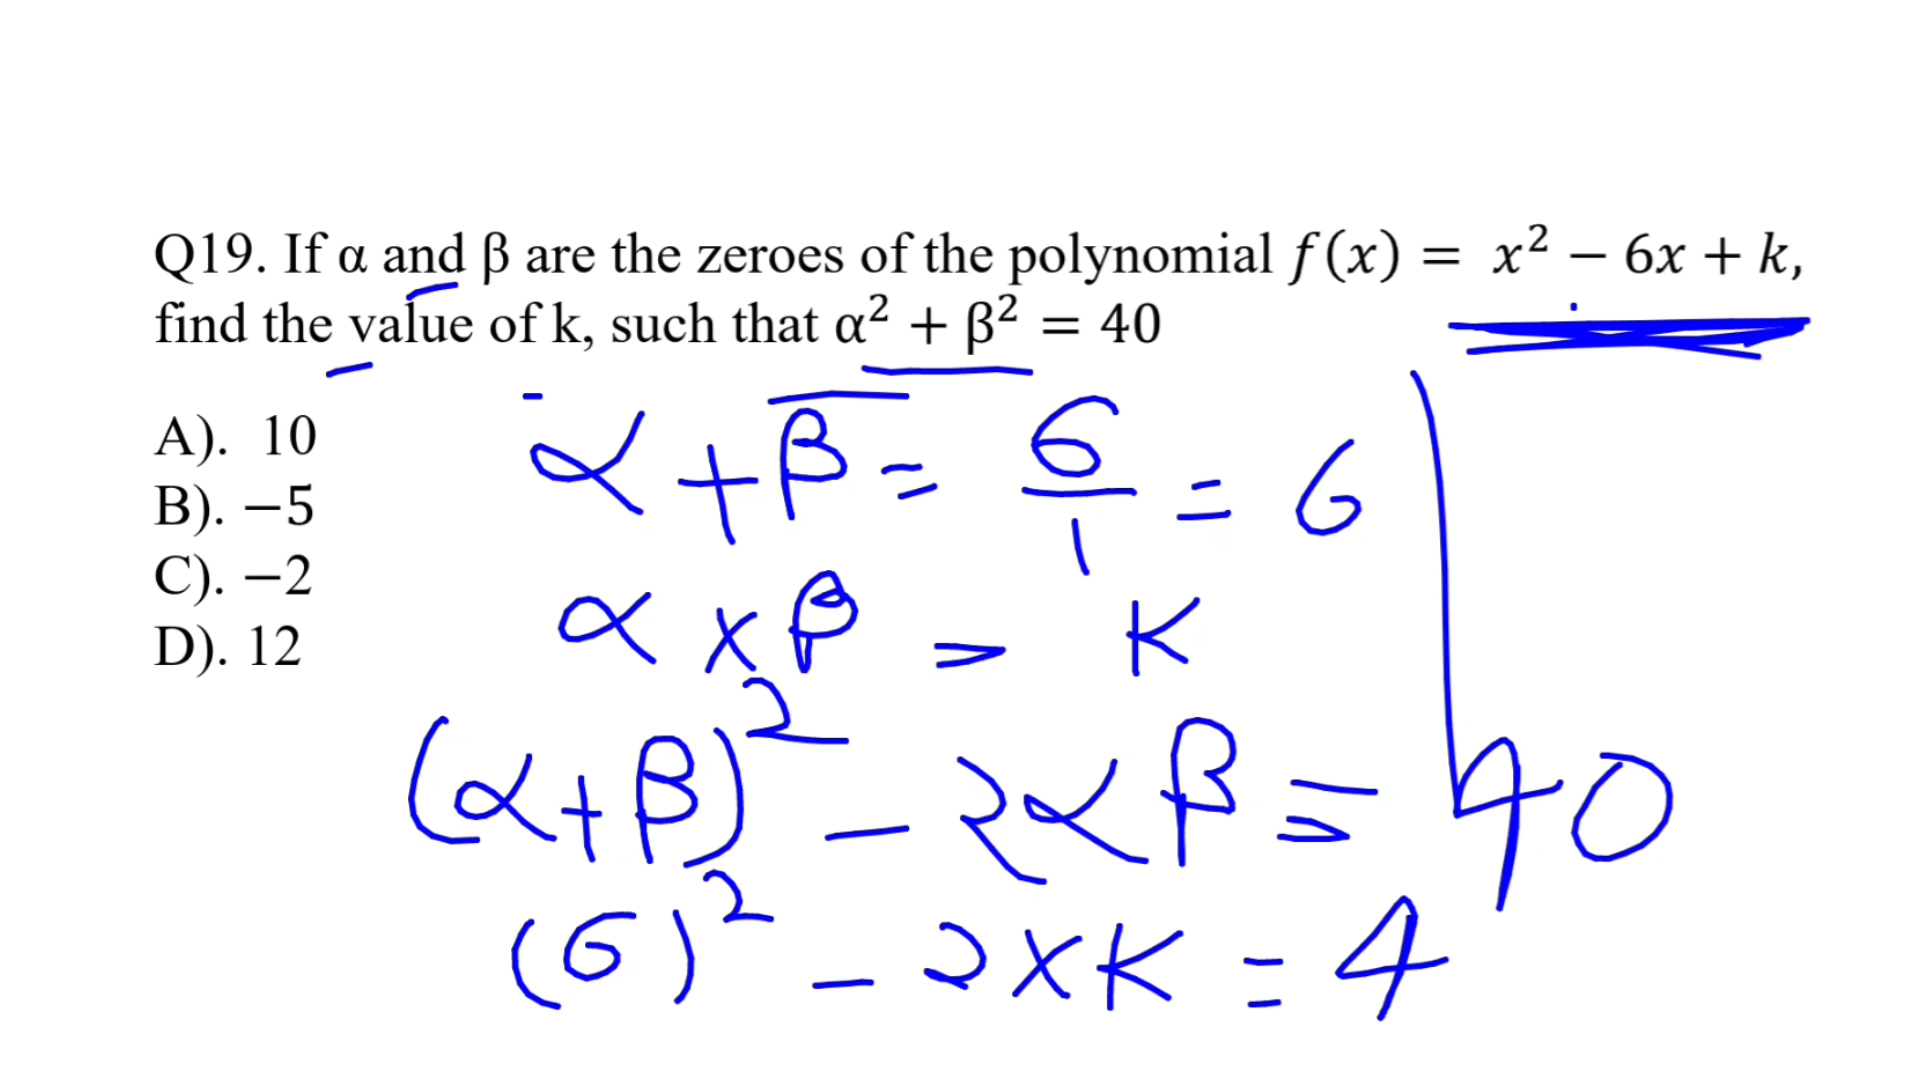 Q19. If α and β are the zeroes of the polynomial f(x) = x² − 6x + k,
find the value of k, such that α² + β² = 40
A). 10
B). −5
C). −2
D). 12
α + β = 6/1 = 6
α × β = K
(α+β)² − 2αβ = 40
(6)² − 2×K = 4